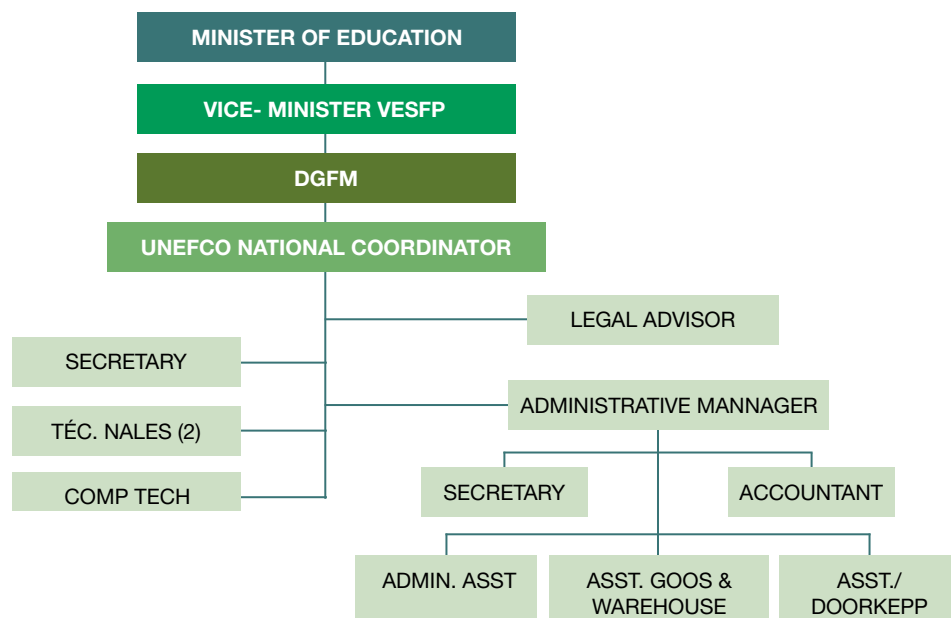 MINISTER OF EDUCATION
VICE- MINISTER VESFP
DGFM
UNEFCO NATIONAL COORDINATOR
LEGAL ADVISOR
SECRETARY
ADMINISTRATIVE MANNAGER
TÉC. NALES (2)
COMP TECH
SECRETARY
ACCOUNTANT
ADMIN. ASST
ASST. GOOS &
WAREHOUSE
ASST./
DOORKEPP